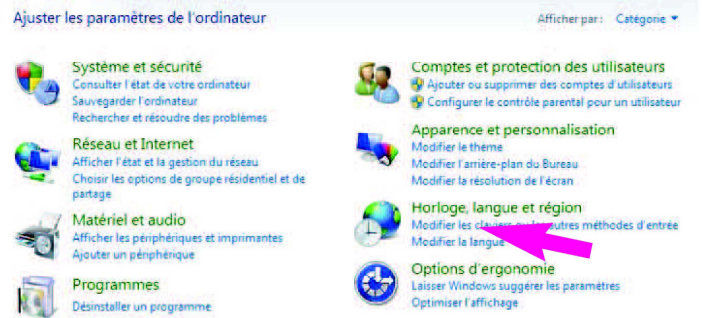 Ajuster les paramètres de l'ordinateur
Afficher par : Catégorie
Système et sécurité
Consulter l'état de votre ordinateur
Sauvegarder l'ordinateur
Rechercher et résoudre des problèmes
Réseau et Internet
Afficher l'état et la gestion du réseau
Choisir les options de groupe résidentiel et de
partage
Matériel et audio
Afficher les périphériques et imprimantes
Ajouter un périphérique
Programmes
Désinstaller un programme
Comptes et protection des utilisateurs
Ajouter ou supprimer des comptes d'utilisateurs
Configurer le contrôle parental pour un utilisateur
Apparence et personnalisation
Modifier le thème
Modifier l'arrière-plan du Bureau
Modifier la résolution de l'écran
Horloge, langue et région
Modifier les claviers ou les autres méthodes d'entrée
Modifier la langue
Options d'ergonomie
Laisser Windows suggérer les paramètres
Optimiser l'affichage